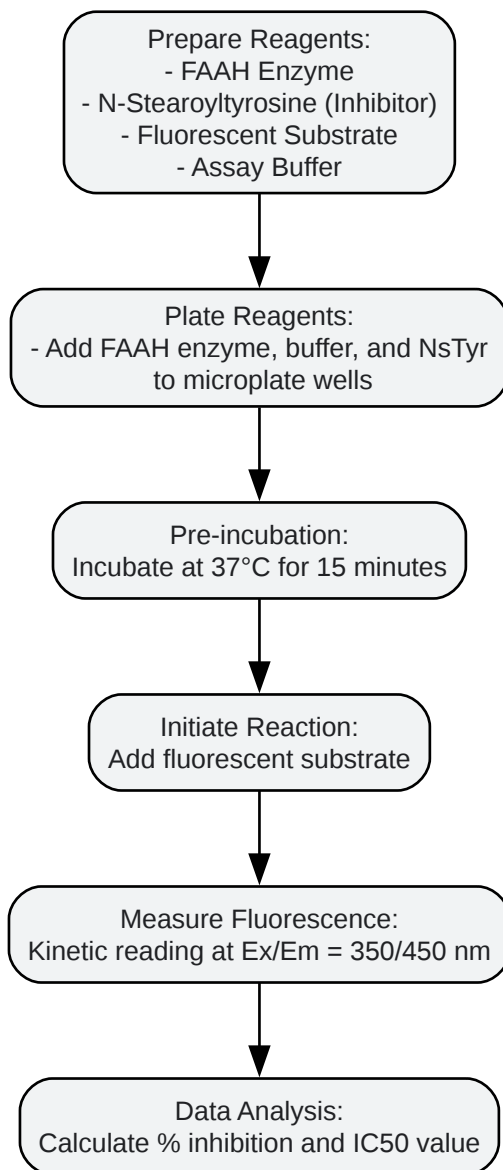 Prepare Reagents:
- FAAH Enzyme
- N-Stearoyltyrosine (Inhibitor)
- Fluorescent Substrate
- Assay Buffer
Plate Reagents:
- Add FAAH enzyme, buffer, and NsTyr
to microplate wells
Pre-incubation:
Incubate at 37°C for 15 minutes
Initiate Reaction:
Add fluorescent substrate
Measure Fluorescence:
Kinetic reading at Ex/Em = 350/450 nm
Data Analysis:
Calculate % inhibition and IC50 value